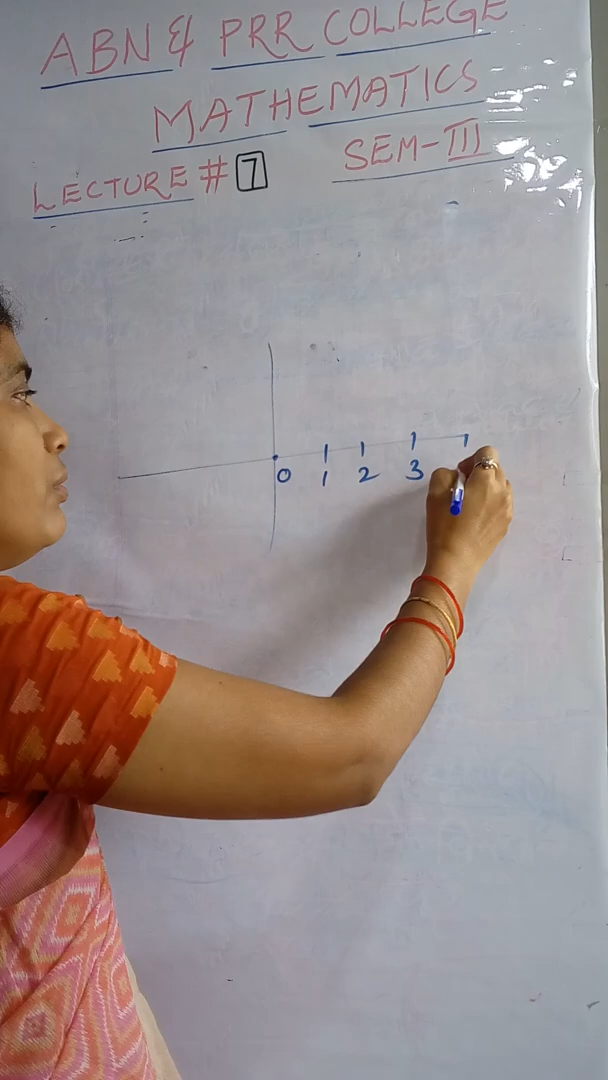 ABN & PRR COLLEGE
MATHEMATICS
LECTURE # 7 SEM-III
0 1 2 3